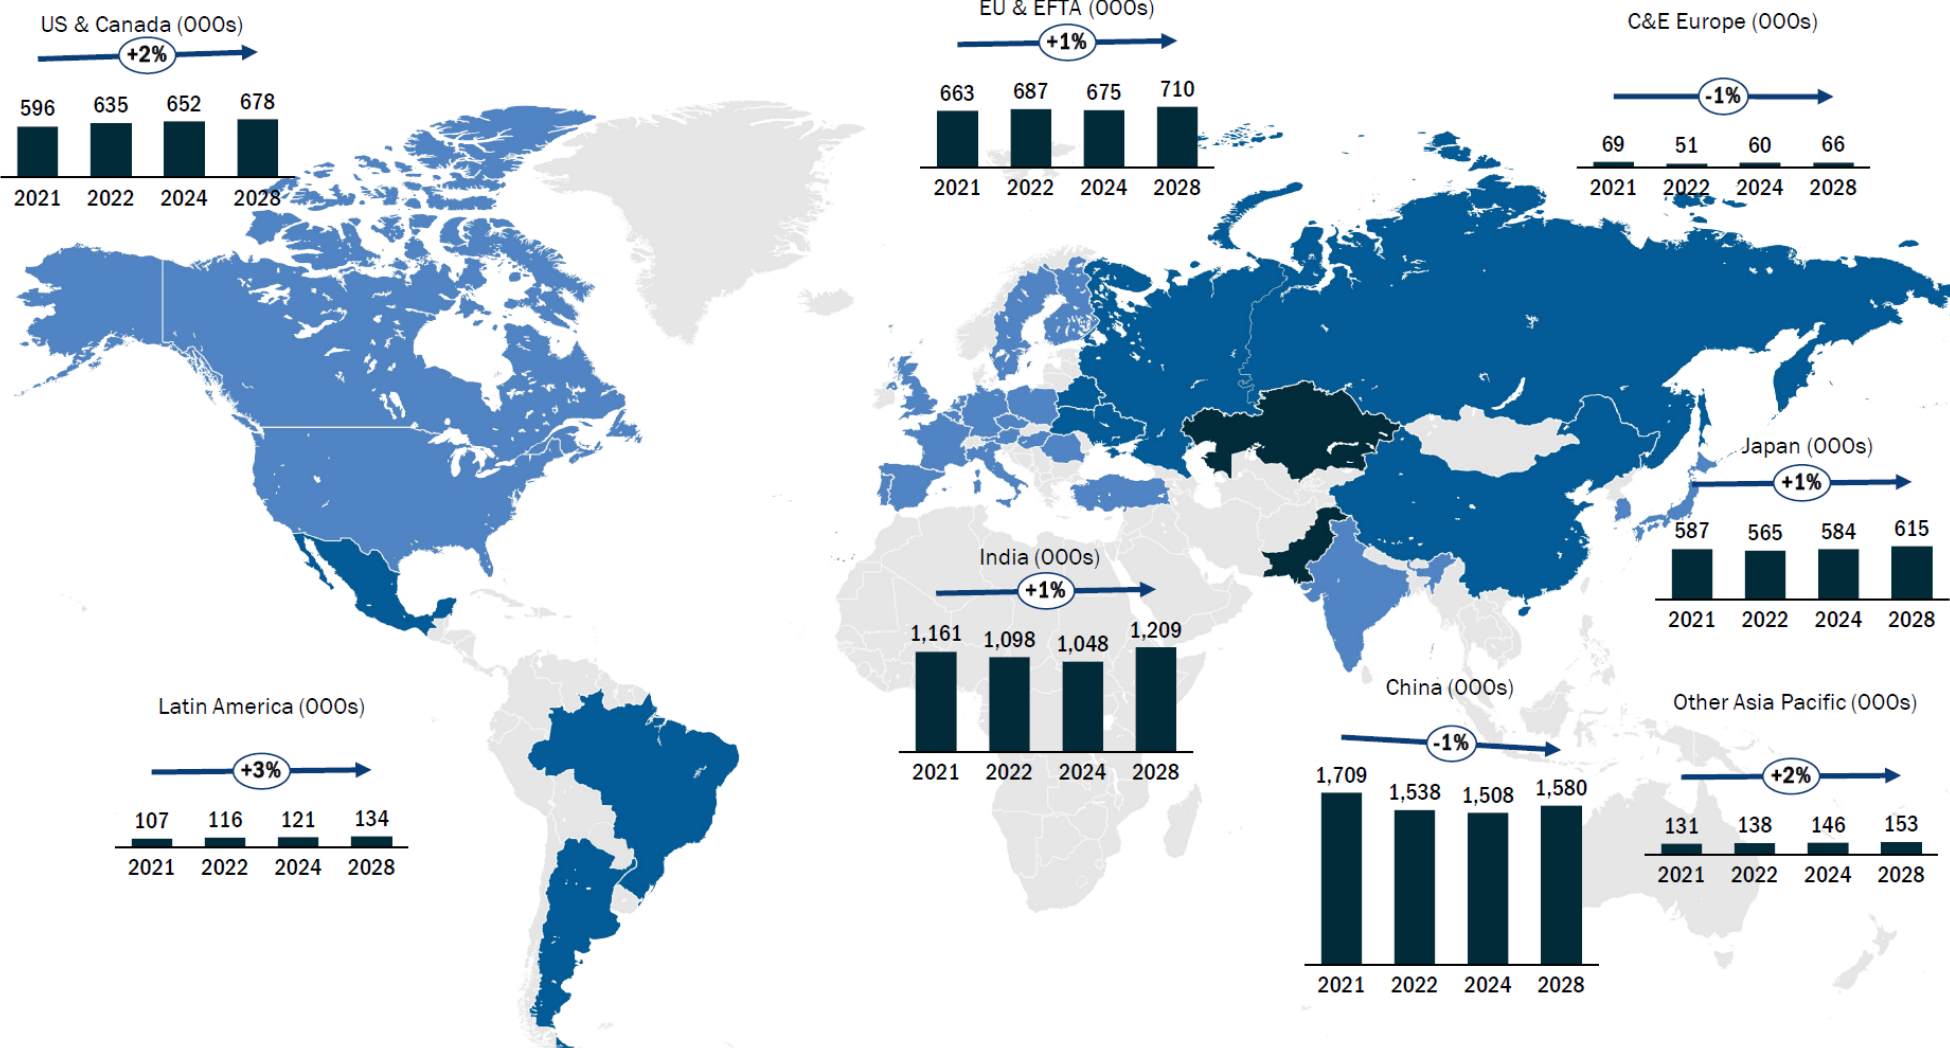 US & Canada (000s)
+2%
596 635 652 678
2021 2022 2024 2028
EU & EFTA (000s)
+1%
663 687 675 710
2021 2022 2024 2028
C&E Europe (000s)
-1%
69 51 60 66
2021 2022 2024 2028
Japan (000s)
+1%
587 565 584 615
2021 2022 2024 2028
India (000s)
+1%
1,161 1,098 1,048 1,209
2021 2022 2024 2028
Latin America (000s)
+3%
107 116 121 134
2021 2022 2024 2028
China (000s)
-1%
1,709 1,538 1,508 1,580
2021 2022 2024 2028
Other Asia Pacific (000s)
+2%
131 138 146 153
2021 2022 2024 2028